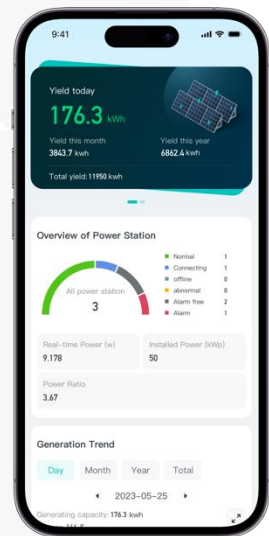 9:41
Yield today
176.3 kWh
Yield this month Yield this year
3843.7 kwh 6862.4 kwh
Total yield: 11950 kwh
Overview of Power Station
All power station
3
Normal 1
Connecting 1
offline 0
abnormal 0
Alarm free 2
Alarm 1
Real-time Power (w) Installed Power (kWp)
9.178 50
Power Ratio
3.67
Generation Trend
Day Month Year Total
2023-05-25
Generating capacity: 176.3 kwh